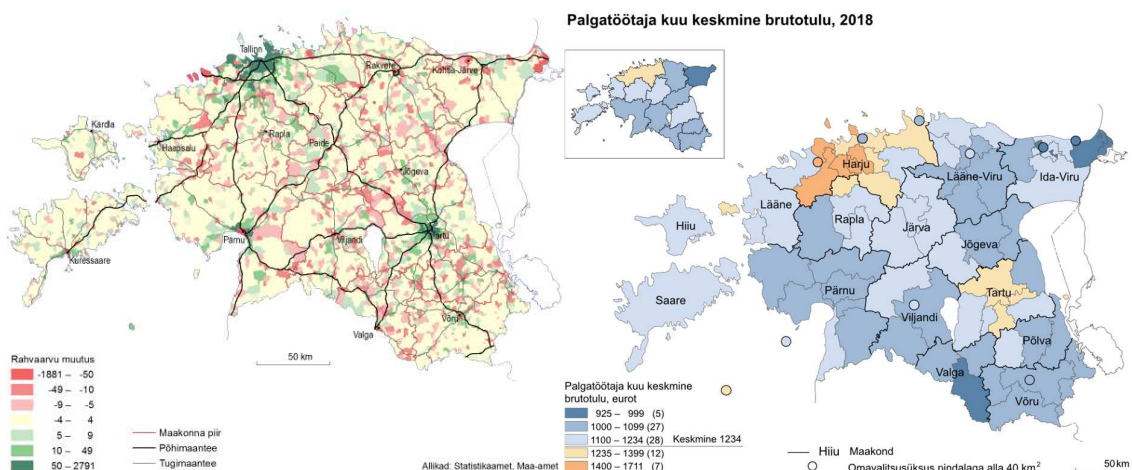 Tallinn
Rakvere
Kohtla-Järve
Kärdla
Haapsalu
Rapla
Paide
Jõgeva
Pärnu
Viljandi
Tartu
Kuressaare
Valga
Võru
50 km
Rahvaarvu muutus
-1881 – -50
-49 – -10
-9 – -5
-4 – 4
5 – 9
10 – 49
50 – 2791
Maakonna piir
Põhimaantee
Tugimaantee
Allikad: Statistikaamet, Maa-amet
Palgatöötaja kuu keskmine brutotulu, 2018
Harju
Lääne-Viru
Ida-Viru
Lääne
Hiiu
Rapla
Järva
Jõgeva
Saare
Pärnu
Viljandi
Tartu
Põlva
Valga
Võru
Palgatöötaja kuu keskmine
brutotulu, eurot
925 – 999 (5)
1000 – 1099 (27)
1100 – 1234 (28) Keskmine 1234
1235 – 1399 (12)
1400 – 1711 (7)
Hiiu Maakond
Omavalitsusüksus pindalaga alla 40 km²
50 km